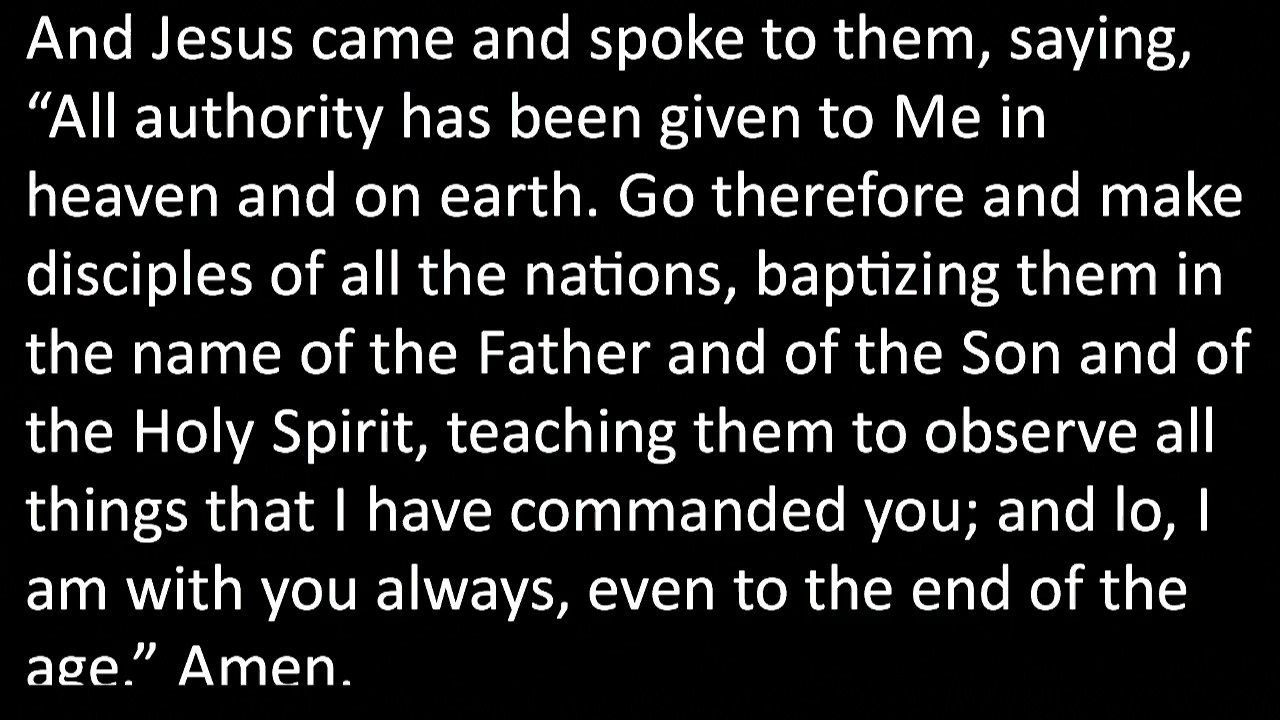 And Jesus came and spoke to them, saying,
“All authority has been given to Me in
heaven and on earth. Go therefore and make
disciples of all the nations, baptizing them in
the name of the Father and of the Son and of
the Holy Spirit, teaching them to observe all
things that I have commanded you; and lo, I
am with you always, even to the end of the
age.” Amen.